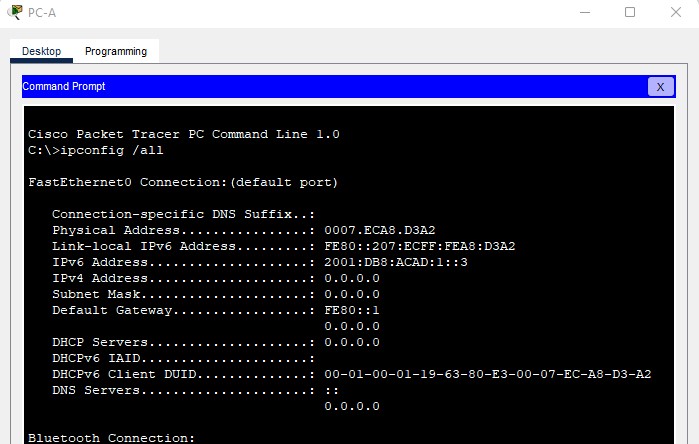 PC-A
Desktop Programming
Command Prompt X
Cisco Packet Tracer PC Command Line 1.0
C:\>ipconfig /all
FastEthernet0 Connection:(default port)
Connection-specific DNS Suffix..:
Physical Address................: 0007.ECA8.D3A2
Link-local IPv6 Address.........: FE80::207:ECFF:FEA8:D3A2
IPv6 Address....................: 2001:DB8:ACAD:1::3
IPv4 Address....................: 0.0.0.0
Subnet Mask.....................: 0.0.0.0
Default Gateway.................: FE80::1
0.0.0.0
DHCP Servers....................: 0.0.0.0
DHCPv6 IAID.....................:
DHCPv6 Client DUID..............: 00-01-00-01-19-63-80-E3-00-07-EC-A8-D3-A2
DNS Servers.....................: ::
0.0.0.0
Bluetooth Connection: